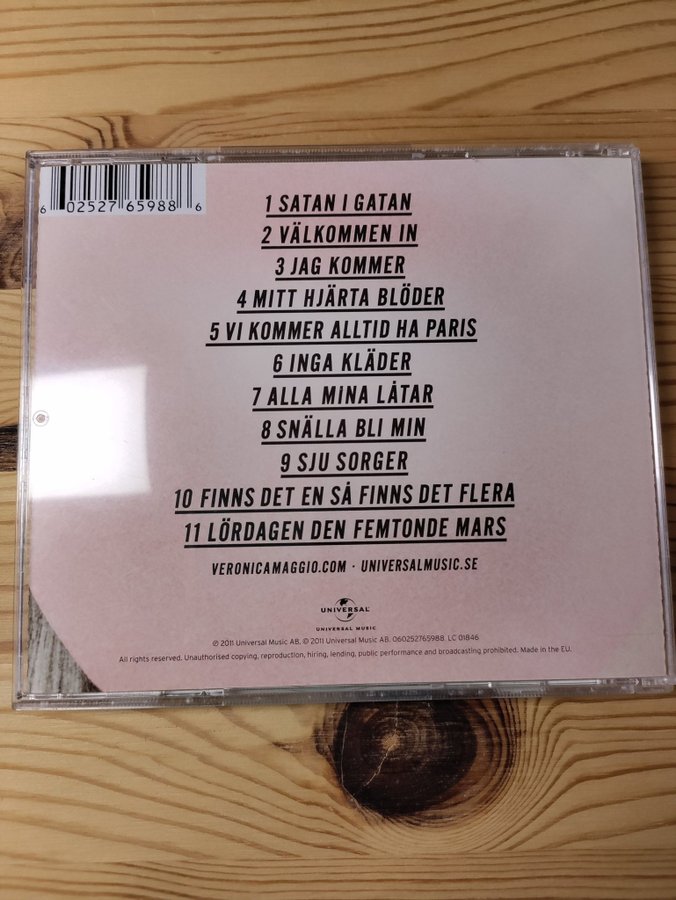 6 02527 65988 6
1 SATAN I GATAN
2 VÄLKOMMEN IN
3 JAG KOMMER
4 MITT HJÄRTA BLÖDER
5 VI KOMMER ALLTID HA PARIS
6 INGA KLÄDER
7 ALLA MINA LÅTAR
8 SNÄLLA BLI MIN
9 SJU SORGER
10 FINNS DET EN SÅ FINNS DET FLERA
11 LÖRDAGEN DEN FEMTONDE MARS
VERONICAMAGGIO.COM · UNIVERSALMUSIC.SE
UNIVERSAL
UNIVERSAL MUSIC
℗ 2011 Universal Music AB. © 2011 Universal Music AB. 060252765988 LC 01846
All rights reserved. Unauthorised copying, reproduction, hiring, lending, public performance and broadcasting prohibited. Made in the EU.